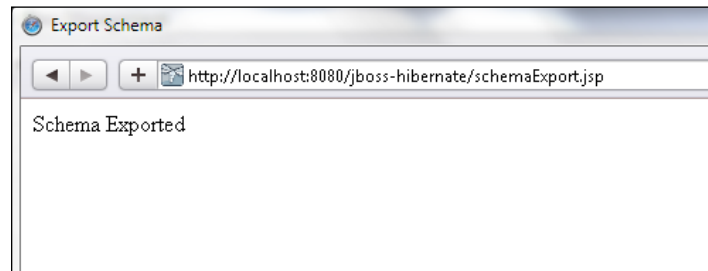 Export Schema
http://localhost:8080/jboss-hibernate/schemaExport.jsp
Schema Exported